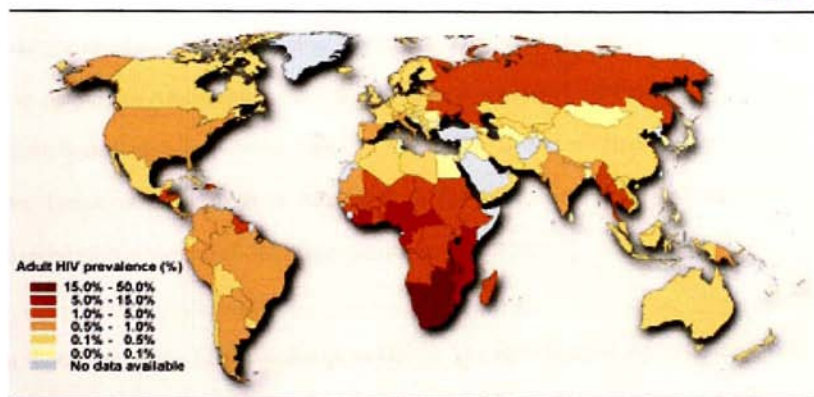 Adult HIV prevalence (%)
15.0% - 50.0%
5.0% - 15.0%
1.0% - 5.0%
0.5% - 1.0%
0.1% - 0.5%
0.0% - 0.1%
No data available